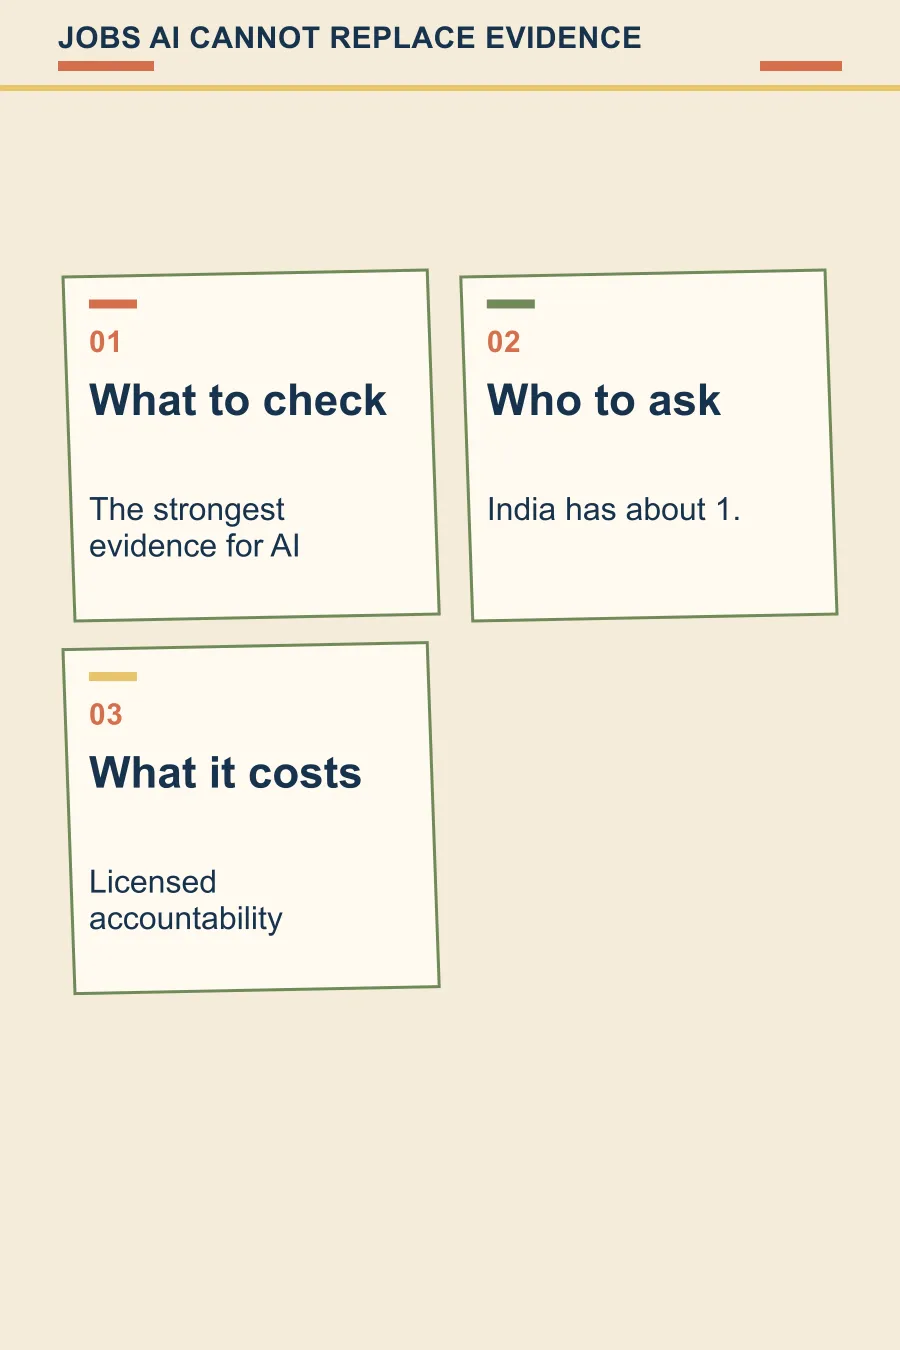 JOBS AI CANNOT REPLACE EVIDENCE
01
What to check
The strongest
evidence for AI
02
Who to ask
India has about 1.
03
What it costs
Licensed
accountability